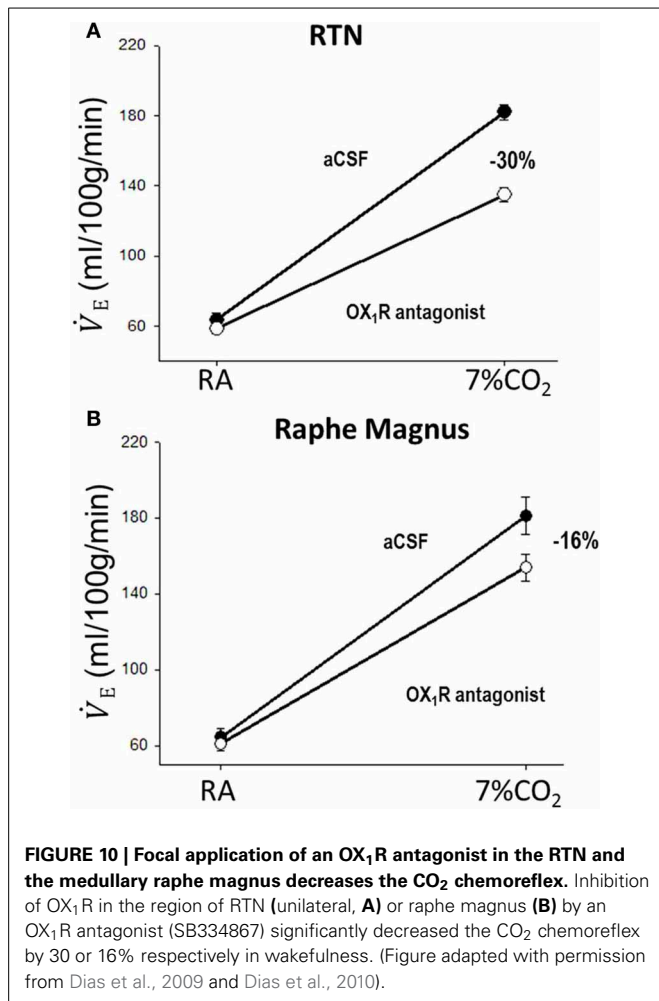 A
RTN
220
180
140
100
60
V̇E (ml/100g/min)
aCSF
-30%
OX₁R antagonist
RA
7%CO₂
B
Raphe Magnus
220
180
140
100
60
V̇E (ml/100g/min)
aCSF
-16%
OX₁R antagonist
RA
7%CO₂
FIGURE 10 | Focal application of an OX₁R antagonist in the RTN and
the medullary raphe magnus decreases the CO₂ chemoreflex. Inhibition
of OX₁R in the region of RTN (unilateral, A) or raphe magnus (B) by an
OX₁R antagonist (SB334867) significantly decreased the CO₂ chemoreflex
by 30 or 16% respectively in wakefulness. (Figure adapted with permission
from Dias et al., 2009 and Dias et al., 2010).